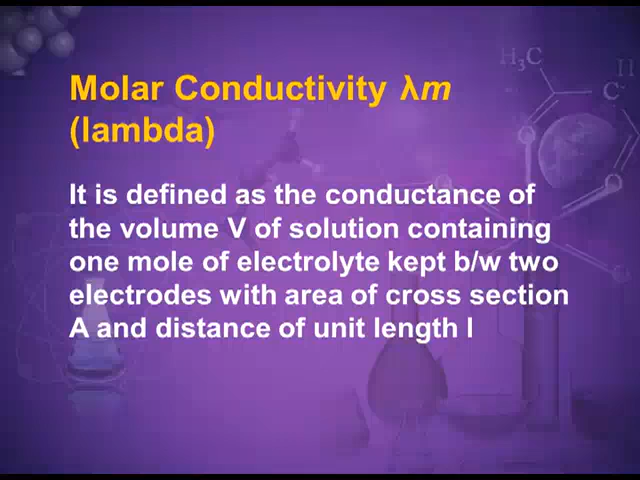 Molar Conductivity λm
(lambda)
It is defined as the conductance of
the volume V of solution containing
one mole of electrolyte kept b/w two
electrodes with area of cross section
A and distance of unit length l
H₃C
C